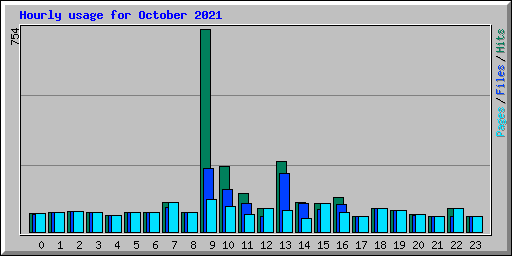 Hourly usage for October 2021
754
Pages/Files/Hits
0 1 2 3 4 5 6 7 8 9 10 11 12 13 14 15 16 17 18 19 20 21 22 23